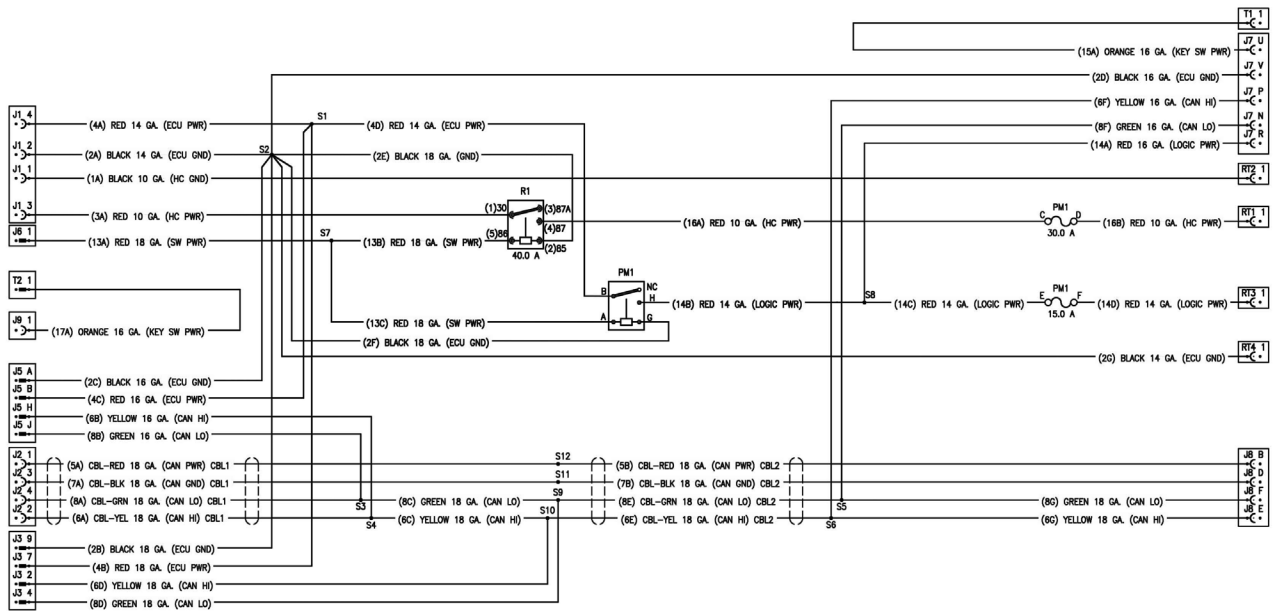 T1 1
J7 U
(15A) ORANGE 16 GA. (KEY SW PWR)
J7 V
(2D) BLACK 16 GA. (ECU GND)
J7 P
(6F) YELLOW 16 GA. (CAN HI)
J7 N
(8F) GREEN 16 GA. (CAN LO)
J7 R
(14A) RED 16 GA. (LOGIC PWR)
J1 4
(4A) RED 14 GA. (ECU PWR)
S1
(4D) RED 14 GA. (ECU PWR)
J1 2
(2A) BLACK 14 GA. (ECU GND)
S2
(2E) BLACK 18 GA. (GND)
J1 1
(1A) BLACK 10 GA. (HC GND)
RT2 1
R1
J1 3
(3A) RED 10 GA. (HC PWR)
(1)30
(3)87A
(4)87
(5)86
(2)85
40.0 A
(16A) RED 10 GA. (HC PWR)
PM1
C D
30.0 A
(16B) RED 10 GA. (HC PWR)
RT1 1
J6 1
(13A) RED 18 GA. (SW PWR)
S7
(13B) RED 18 GA. (SW PWR)
T2 1
PM1
B
NC
H
A
G
(14B) RED 14 GA. (LOGIC PWR)
S8
(14C) RED 14 GA. (LOGIC PWR)
PM1
E F
15.0 A
(14D) RED 14 GA. (LOGIC PWR)
RT3 1
J9 1
(17A) ORANGE 16 GA. (KEY SW PWR)
(13C) RED 18 GA. (SW PWR)
(2F) BLACK 18 GA. (ECU GND)
(2G) BLACK 14 GA. (ECU GND)
RT4 1
J5 A
(2C) BLACK 16 GA. (ECU GND)
J5 B
(4C) RED 16 GA. (ECU PWR)
J5 H
(6B) YELLOW 16 GA. (CAN HI)
J5 J
(8B) GREEN 16 GA. (CAN LO)
J2 1
(5A) CBL-RED 18 GA. (CAN PWR) CBL1
S12
(5B) CBL-RED 18 GA. (CAN PWR) CBL2
J8 B
J2 3
(7A) CBL-BLK 18 GA. (CAN GND) CBL1
S11
(7B) CBL-BLK 18 GA. (CAN GND) CBL2
J8 D
J2 4
(8A) CBL-GRN 18 GA. (CAN LO) CBL1
S3
(8C) GREEN 18 GA. (CAN LO)
S9
(8E) CBL-GRN 18 GA. (CAN LO) CBL2
S5
(8G) GREEN 18 GA. (CAN LO)
J8 F
J2 2
(6A) CBL-YEL 18 GA. (CAN HI) CBL1
S4
(6C) YELLOW 18 GA. (CAN HI)
S10
(6E) CBL-YEL 18 GA. (CAN HI) CBL2
S6
(6G) YELLOW 18 GA. (CAN HI)
J8 E
J3 9
(2B) BLACK 18 GA. (ECU GND)
J3 7
(4B) RED 18 GA. (ECU PWR)
J3 2
(6D) YELLOW 18 GA. (CAN HI)
J3 4
(8D) GREEN 18 GA. (CAN LO)